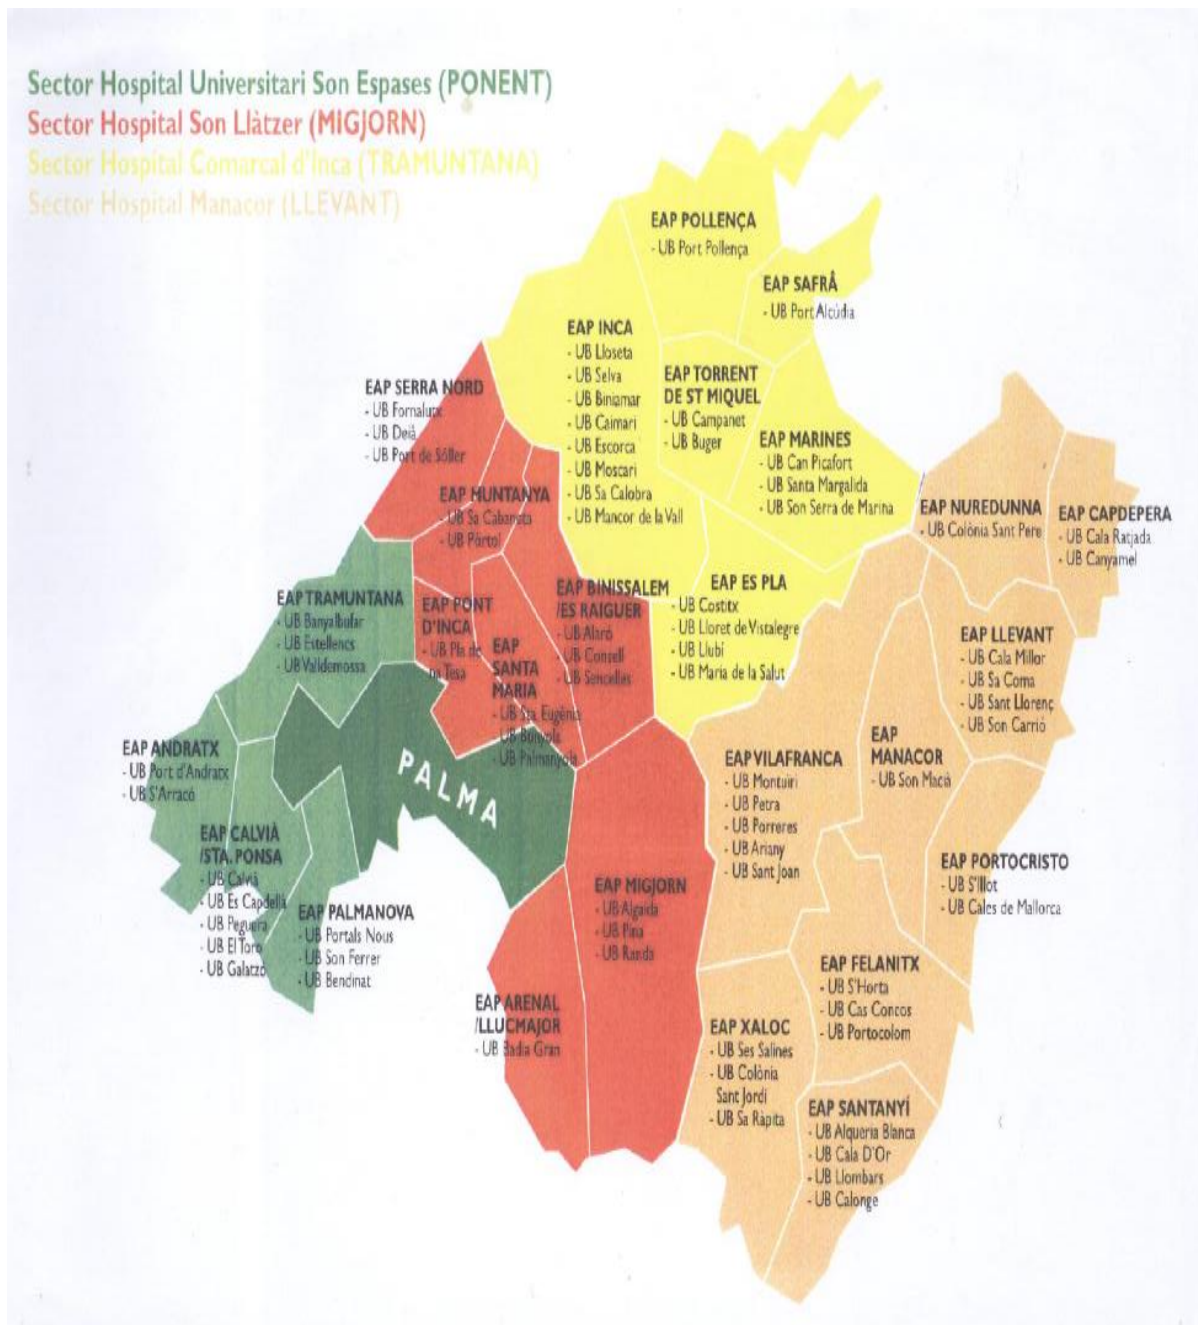 Sector Hospital Universitari Son Espases (PONENT)
Sector Hospital Son Llàtzer (MIGJORN)
Sector Hospital Comarcal d'Inca (TRAMUNTANA)
Sector Hospital Manacor (LLEVANT)
EAP POLLENÇA
- UB Port Pollença
EAP SAFRÂ
- UB Port Alcúdia
EAP INCA
- UB Lloseta
- UB Selva
- UB Biniamar
- UB Caimari
- UB Escorca
- UB Moscari
- UB Sa Calobra
- UB Mancor de la Vall
EAP TORRENT
DE ST MIQUEL
- UB Campanet
- UB Buger
EAP MARINES
- UB Can Picafort
- UB Santa Margalida
- UB Son Serra de Marina
EAP SERRA NORD
- UB Fornalutx
- UB Deià
- UB Port de Sóller
EAP MUNTANYA
- UB Sa Cabaneta
- UB Pòrtol
EAP NUREDUNNA
- UB Colònia Sant Pere
EAP CAPDEPERA
- UB Cala Ratjada
- UB Canyamel
EAP TRAMUNTANA
- UB Banyalbufar
- UB Estellencs
- UB Valldemossa
EAP PONT
D'INCA
- UB Pla de
na Tesa
EAP
SANTA
MARIA
- UB Sta. Eugènia
- UB Bunyola
- UB Palmanyola
EAP BINISSALEM
/ES RAIGUER
- UB Alaró
- UB Consell
- UB Sencelles
EAP ES PLA
- UB Costitx
- UB Lloret de Vistalegre
- UB Llubí
- UB Maria de la Salut
EAP LLEVANT
- UB Cala Millor
- UB Sa Coma
- UB Sant Llorenç
- UB Son Carrió
EAP ANDRATX
- UB Port d'Andratx
- UB S'Arracó
PALMA
EAP VILAFRANCA
- UB Montuïri
- UB Petra
- UB Porreres
- UB Ariany
- UB Sant Joan
EAP
MANACOR
- UB Son Macià
EAP CALVIÀ
/STA. PONSA
- UB Calvià
- UB Es Capdellà
- UB Peguera
- UB El Toro
- UB Galatzó
EAP PALMANOVA
- UB Portals Nous
- UB Son Ferrer
- UB Bendinat
EAP MIGJORN
- UB Algaida
- UB Pina
- UB Randa
EAP PORTOCRISTO
- UB S'Illot
- UB Cales de Mallorca
EAP ARENAL
/LLUCMAJOR
- UB Badia Gran
EAP FELANITX
- UB S'Horta
- UB Cas Concos
- UB Portocolom
EAP XALOC
- UB Ses Salines
- UB Colònia
Sant Jordi
- UB Sa Ràpita
EAP SANTANYÍ
- UB Alqueria Blanca
- UB Cala D'Or
- UB Llombars
- UB Calonge